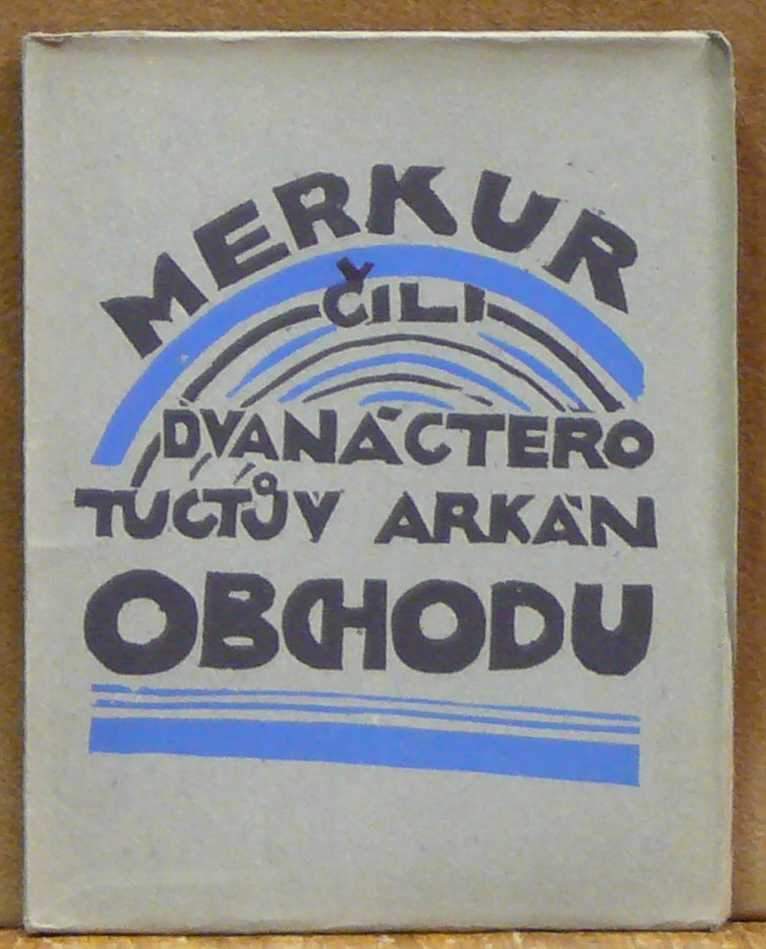 MERKUR
ČILI
DVANÁCTERO
TUCTŮV ARKÁN
OBCHODU